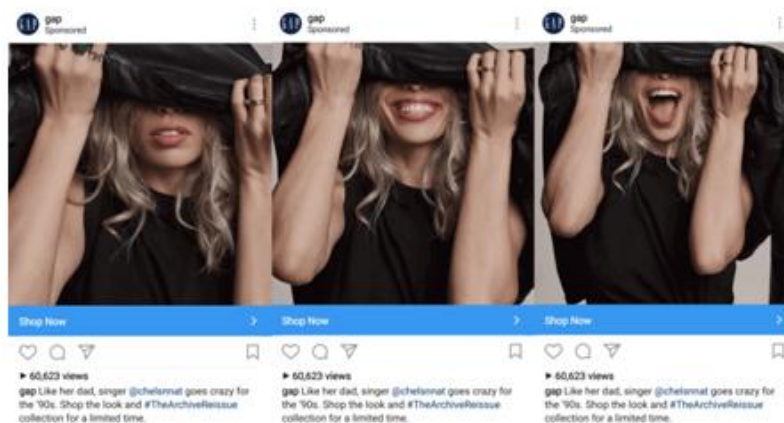 GAP
gap
Sponsored
Shop Now
60,623 views
gap Like her dad, singer @chelsnnat goes crazy for
the '90s. Shop the look and #TheArchiveReissue
collection for a limited time.
GAP
gap
Sponsored
Shop Now
60,623 views
gap Like her dad, singer @chelsnnat goes crazy for
the '90s. Shop the look and #TheArchiveReissue
collection for a limited time.
GAP
gap
Sponsored
Shop Now
60,623 views
gap Like her dad, singer @chelsnnat goes crazy for
the '90s. Shop the look and #TheArchiveReissue
collection for a limited time.